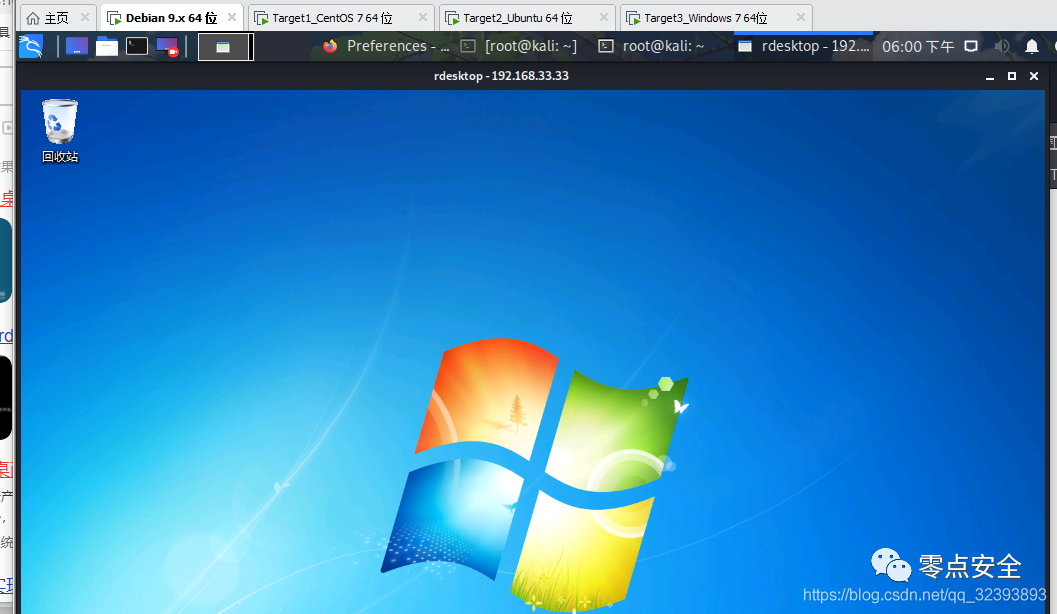 主页
Debian 9.x 64 位
Target1_CentOS 7 64 位
Target2_Ubuntu 64 位
Target3_Windows 7 64位
Preferences - ...
[root@kali: ~]
root@kali: ~
rdesktop - 192....
06:00 下午
rdesktop - 192.168.33.33
回收站
零点安全
https://blog.csdn.net/qq_32393893